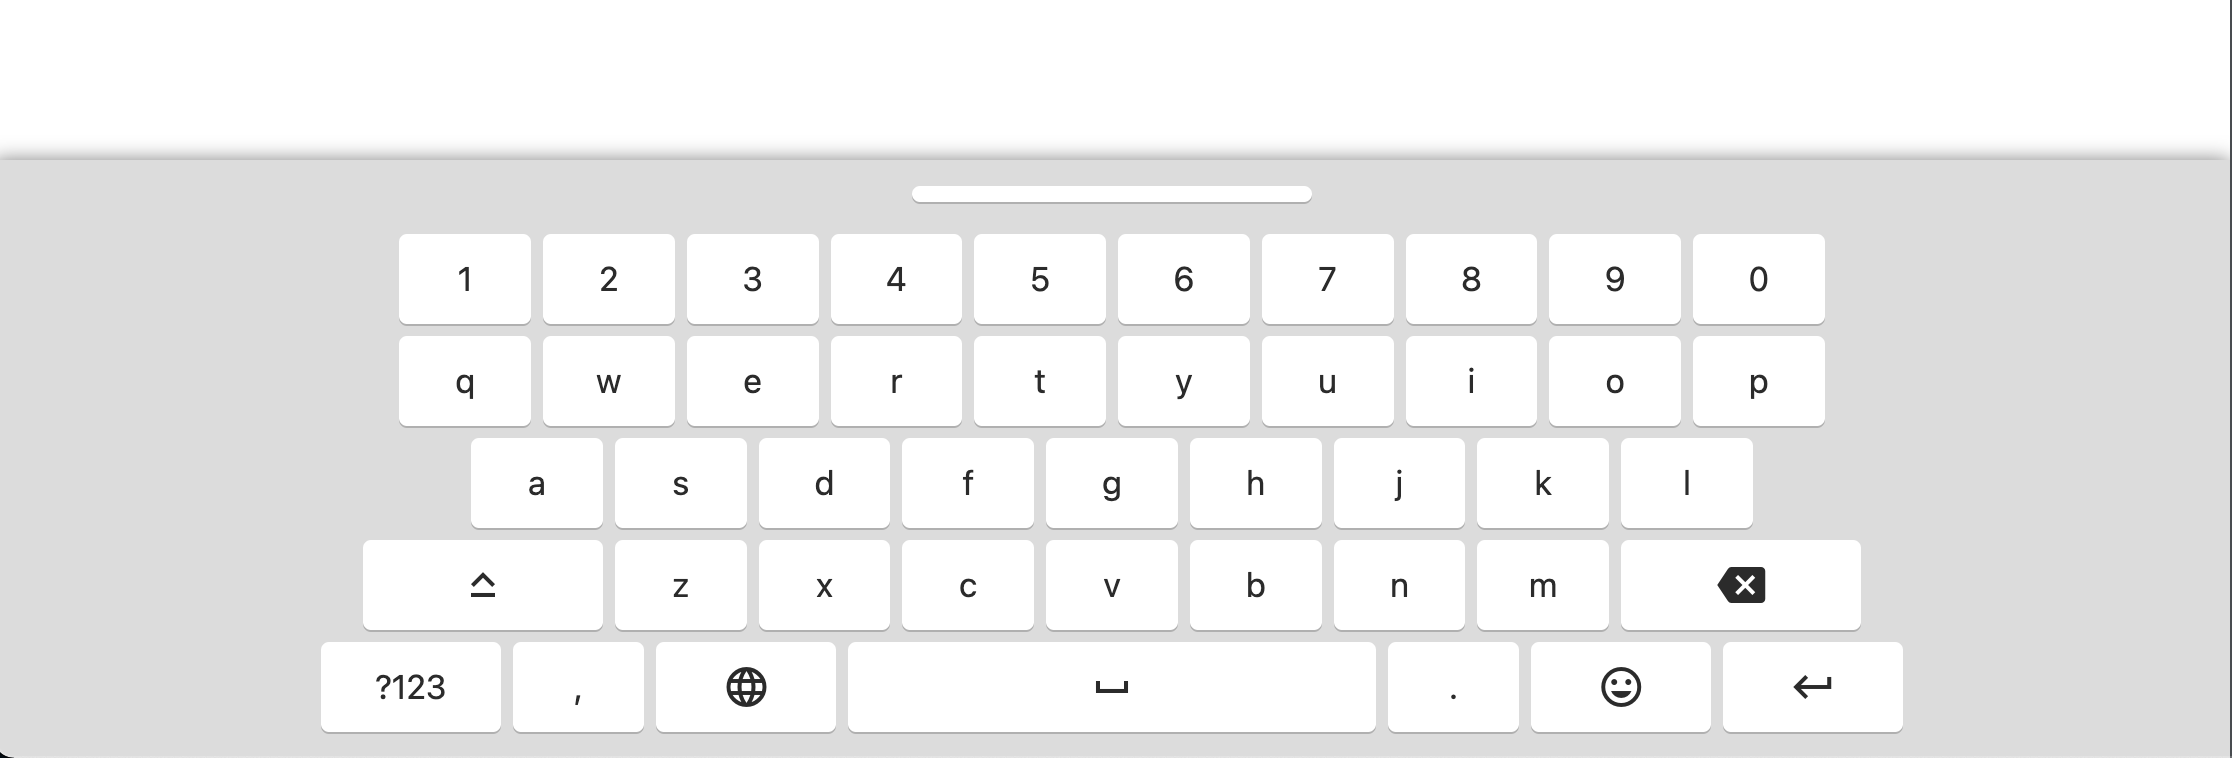 1 2 3 4 5 6 7 8 9 0
q w e r t y u i o p
a s d f g h j k l
z x c v b n m
?123 , .